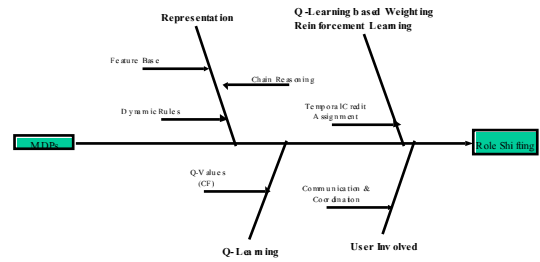 Representation
Q-Learning based Weighting
Reinforcement Learning
Feature Base
Chain Reasoning
Dynamic Rules
Temporal Credit
Assignment
MDPs
Role Shifting
Q-Values
(CF)
Communication &
Coordination
Q-Learning
User Involved